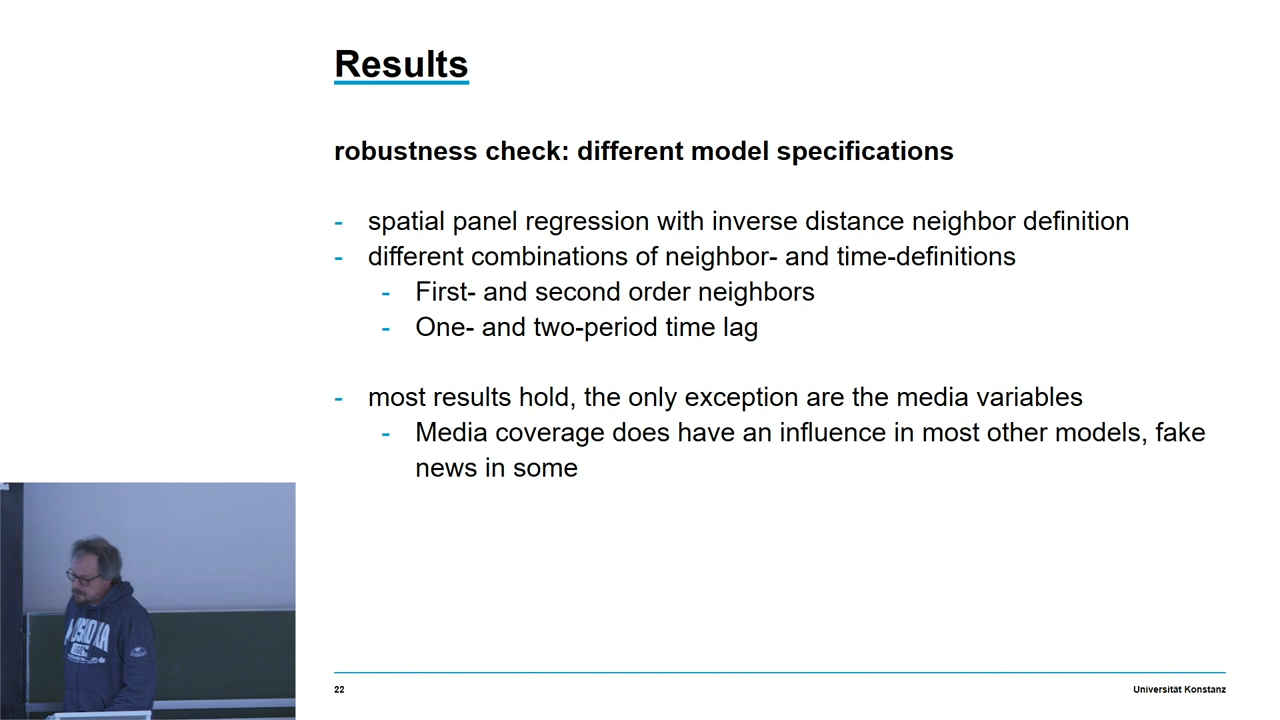 Results
robustness check: different model specifications
- spatial panel regression with inverse distance neighbor definition
- different combinations of neighbor- and time-definitions
- First- and second order neighbors
- One- and two-period time lag
- most results hold, the only exception are the media variables
- Media coverage does have an influence in most other models, fake
news in some
22
Universität Konstanz